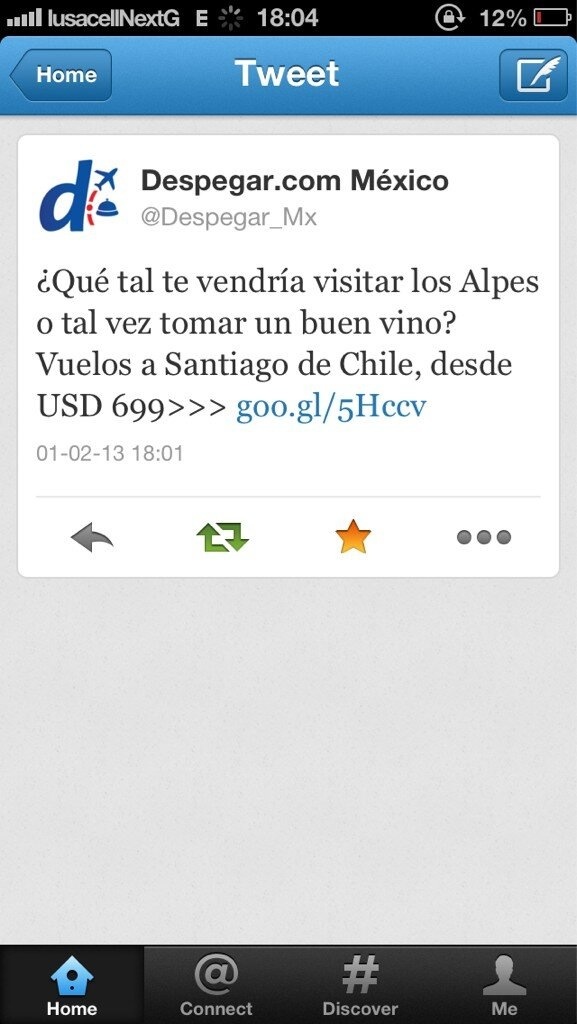 IusacellNextG E 18:04 12%
Home Tweet
Despegar.com México
@Despegar_Mx
¿Qué tal te vendría visitar los Alpes
o tal vez tomar un buen vino?
Vuelos a Santiago de Chile, desde
USD 699>>> goo.gl/5Hccv
01-02-13 18:01
Home Connect Discover Me